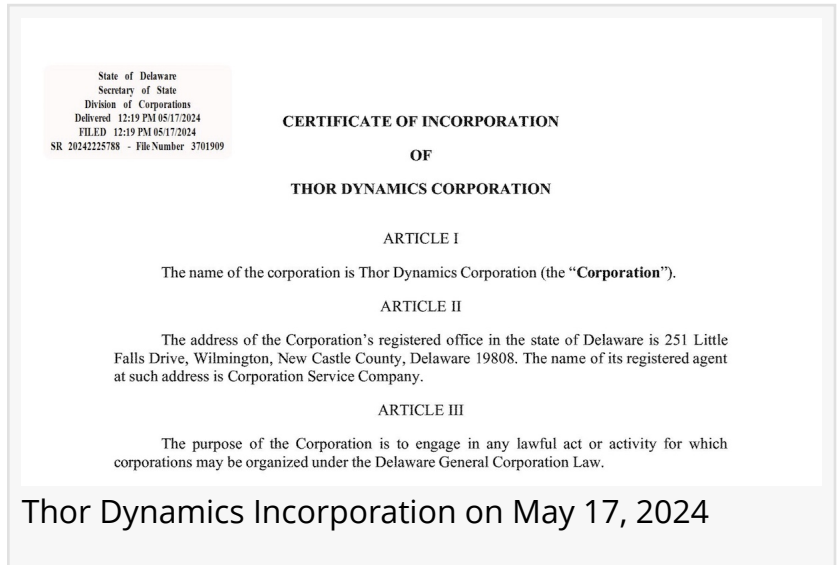 State of Delaware
Secretary of State
Division of Corporations
Delivered 12:19 PM 05/17/2024
FILED 12:19 PM 05/17/2024
SR 20242225788 - File Number 3701909
CERTIFICATE OF INCORPORATION
OF
THOR DYNAMICS CORPORATION
ARTICLE I
The name of the corporation is Thor Dynamics Corporation (the “Corporation”).
ARTICLE II
The address of the Corporation’s registered office in the state of Delaware is 251 Little
Falls Drive, Wilmington, New Castle County, Delaware 19808. The name of its registered agent
at such address is Corporation Service Company.
ARTICLE III
The purpose of the Corporation is to engage in any lawful act or activity for which
corporations may be organized under the Delaware General Corporation Law.
Thor Dynamics Incorporation on May 17, 2024